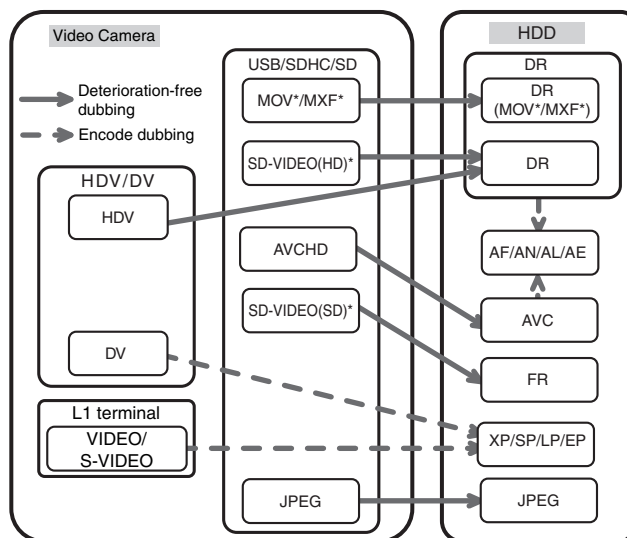 Video Camera
HDD
Deterioration-free
dubbing
Encode dubbing
USB/SDHC/SD
MOV*/MXF*
SD-VIDEO(HD)*
AVCHD
SD-VIDEO(SD)*
JPEG
HDV/DV
HDV
DV
L1 terminal
VIDEO/
S-VIDEO
DR
DR
(MOV*/MXF*)
DR
AF/AN/AL/AE
AVC
FR
XP/SP/LP/EP
JPEG